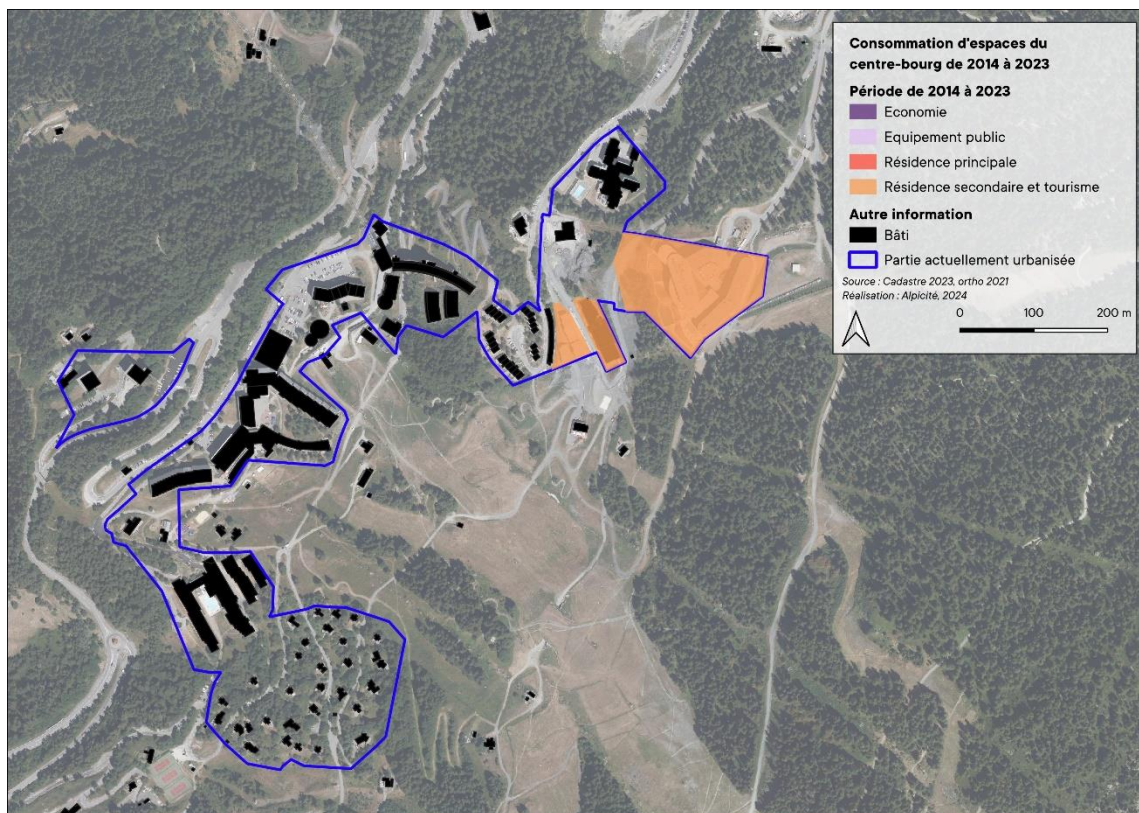 Consommation d'espaces du
centre-bourg de 2014 à 2023
Période de 2014 à 2023
Economie
Equipement public
Résidence principale
Résidence secondaire et tourisme
Autre information
Bâti
Partie actuellement urbanisée
Source : Cadastre 2023, ortho 2021
Réalisation : Alpicité, 2024
0 100 200 m